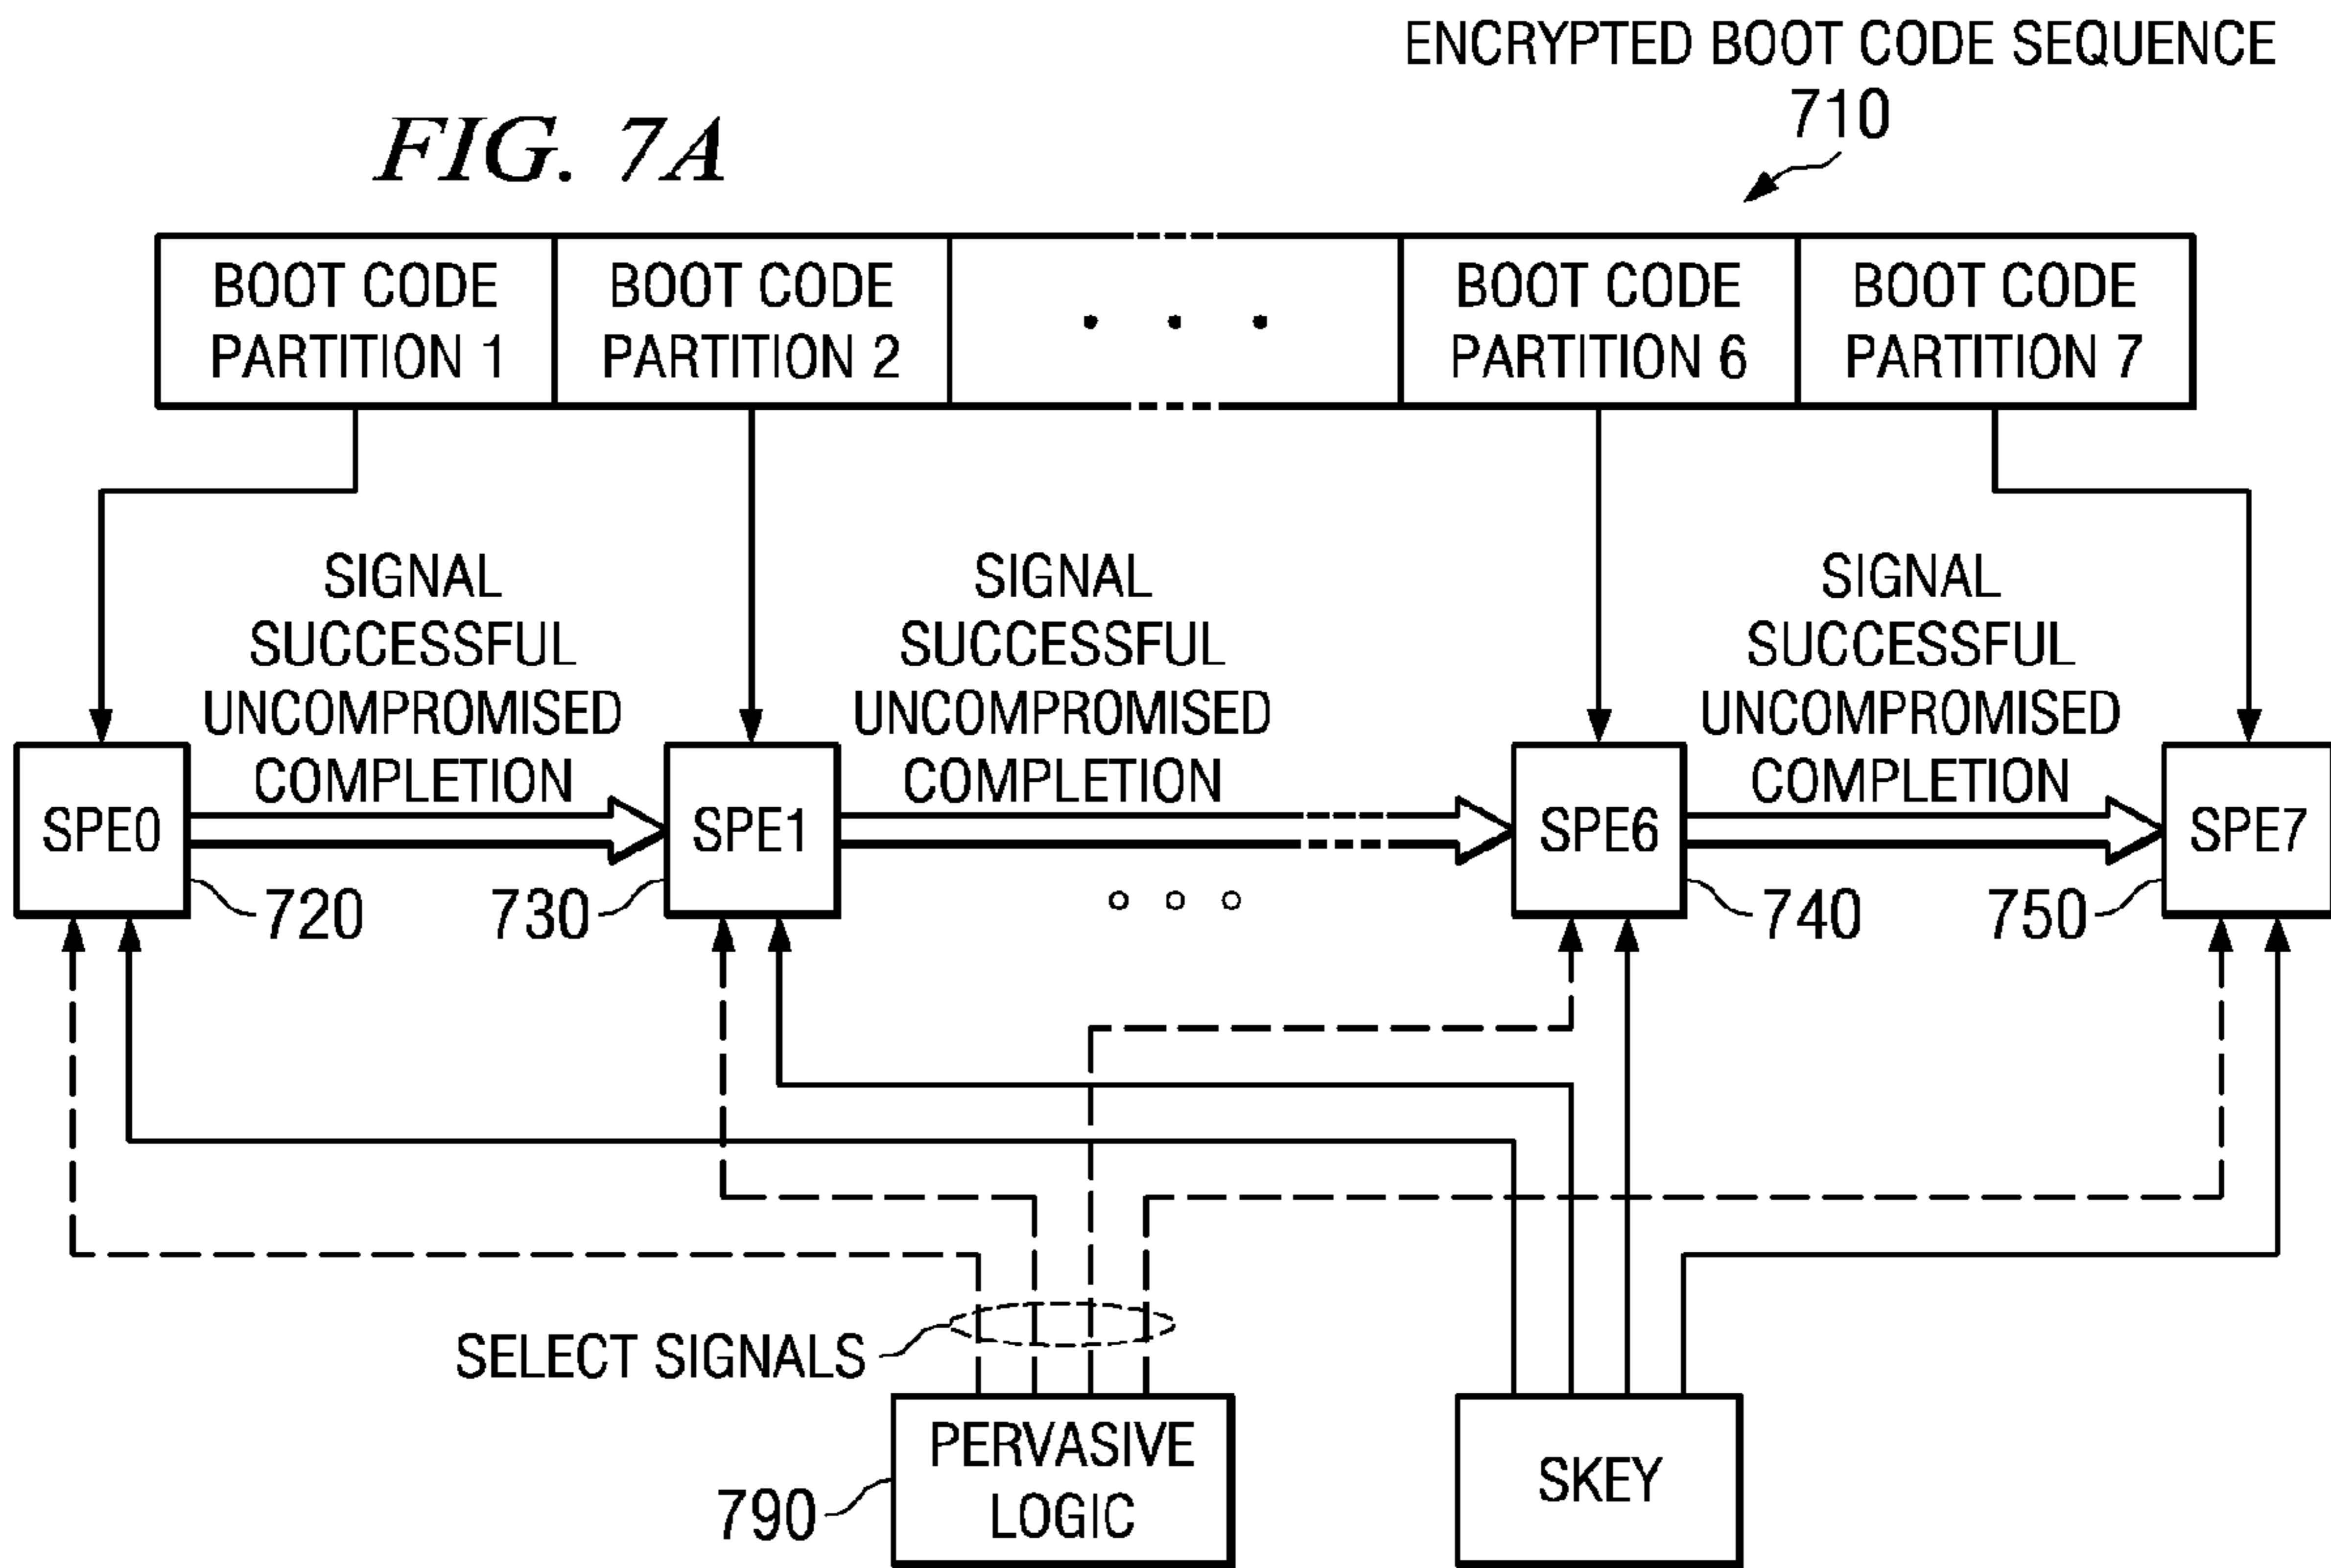 ENCRYPTED BOOT CODE SEQUENCE
710
FIG. 7A
BOOT CODE
PARTITION 1
BOOT CODE
PARTITION 2
. . .
BOOT CODE
PARTITION 6
BOOT CODE
PARTITION 7
SIGNAL
SUCCESSFUL
UNCOMPROMISED
COMPLETION
SIGNAL
SUCCESSFUL
UNCOMPROMISED
COMPLETION
SIGNAL
SUCCESSFUL
UNCOMPROMISED
COMPLETION
SPE0
SPE1
SPE6
SPE7
720
730
740
750
SELECT SIGNALS
PERVASIVE
LOGIC
790
SKEY